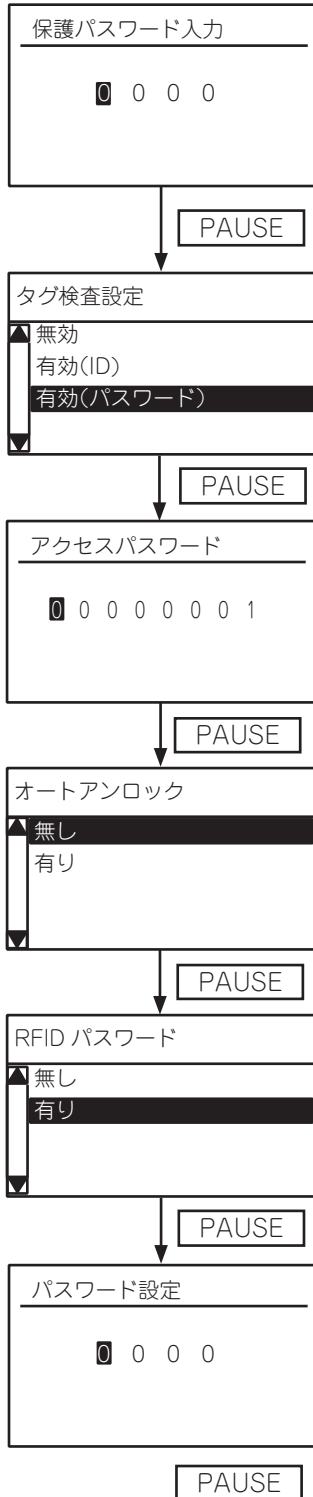 保護パスワード入力
0 0 0 0
PAUSE
タグ検査設定
無効
有効(ID)
有効(パスワード)
PAUSE
アクセスパスワード
0 0 0 0 0 0 0 1
PAUSE
オートアンロック
無し
有り
PAUSE
RFID パスワード
無し
有り
PAUSE
パスワード設定
0 0 0 0
PAUSE